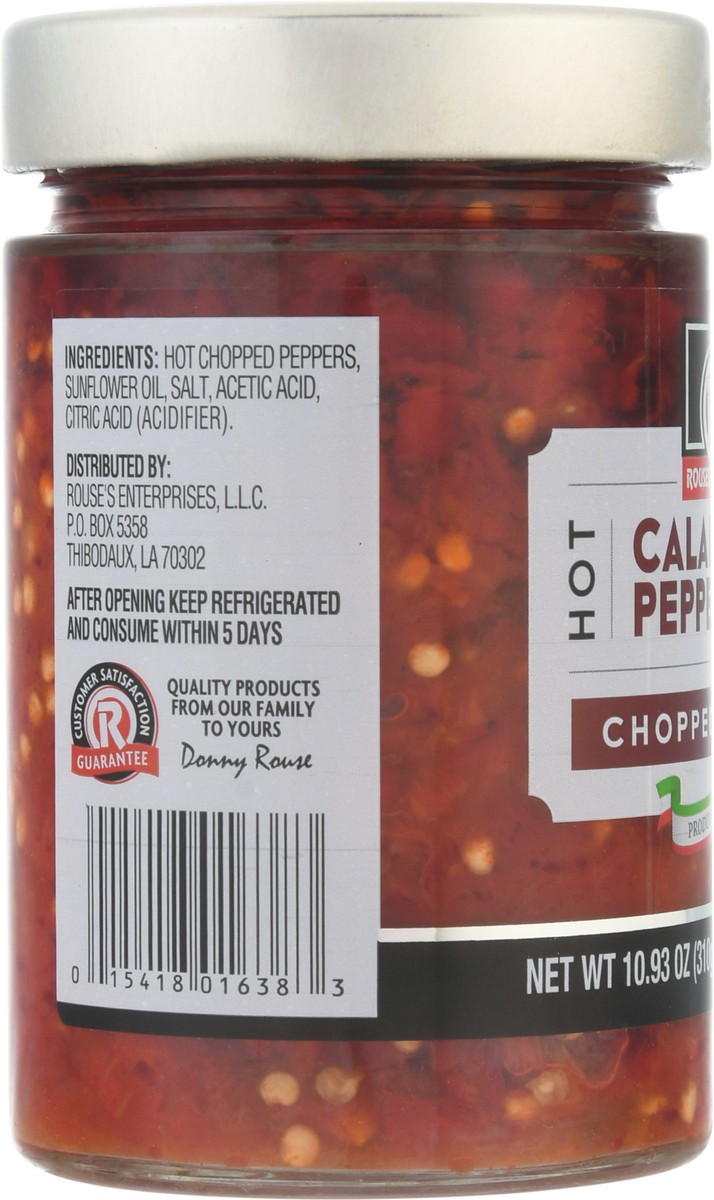 INGREDIENTS: HOT CHOPPED PEPPERS,
SUNFLOWER OIL, SALT, ACETIC ACID,
CITRIC ACID (ACIDIFIER).
DISTRIBUTED BY:
ROUSE'S ENTERPRISES, L.L.C.
P.O. BOX 5358
THIBODAUX, LA 70302
AFTER OPENING KEEP REFRIGERATED
AND CONSUME WITHIN 5 DAYS
CUSTOMER SATISFACTION
R
GUARANTEE
QUALITY PRODUCTS
FROM OUR FAMILY
TO YOURS
Donny Rouse
0 15418 01638 3
HOT
CALA
PEPPE
CHOPPE
NET WT 10.93 OZ (310